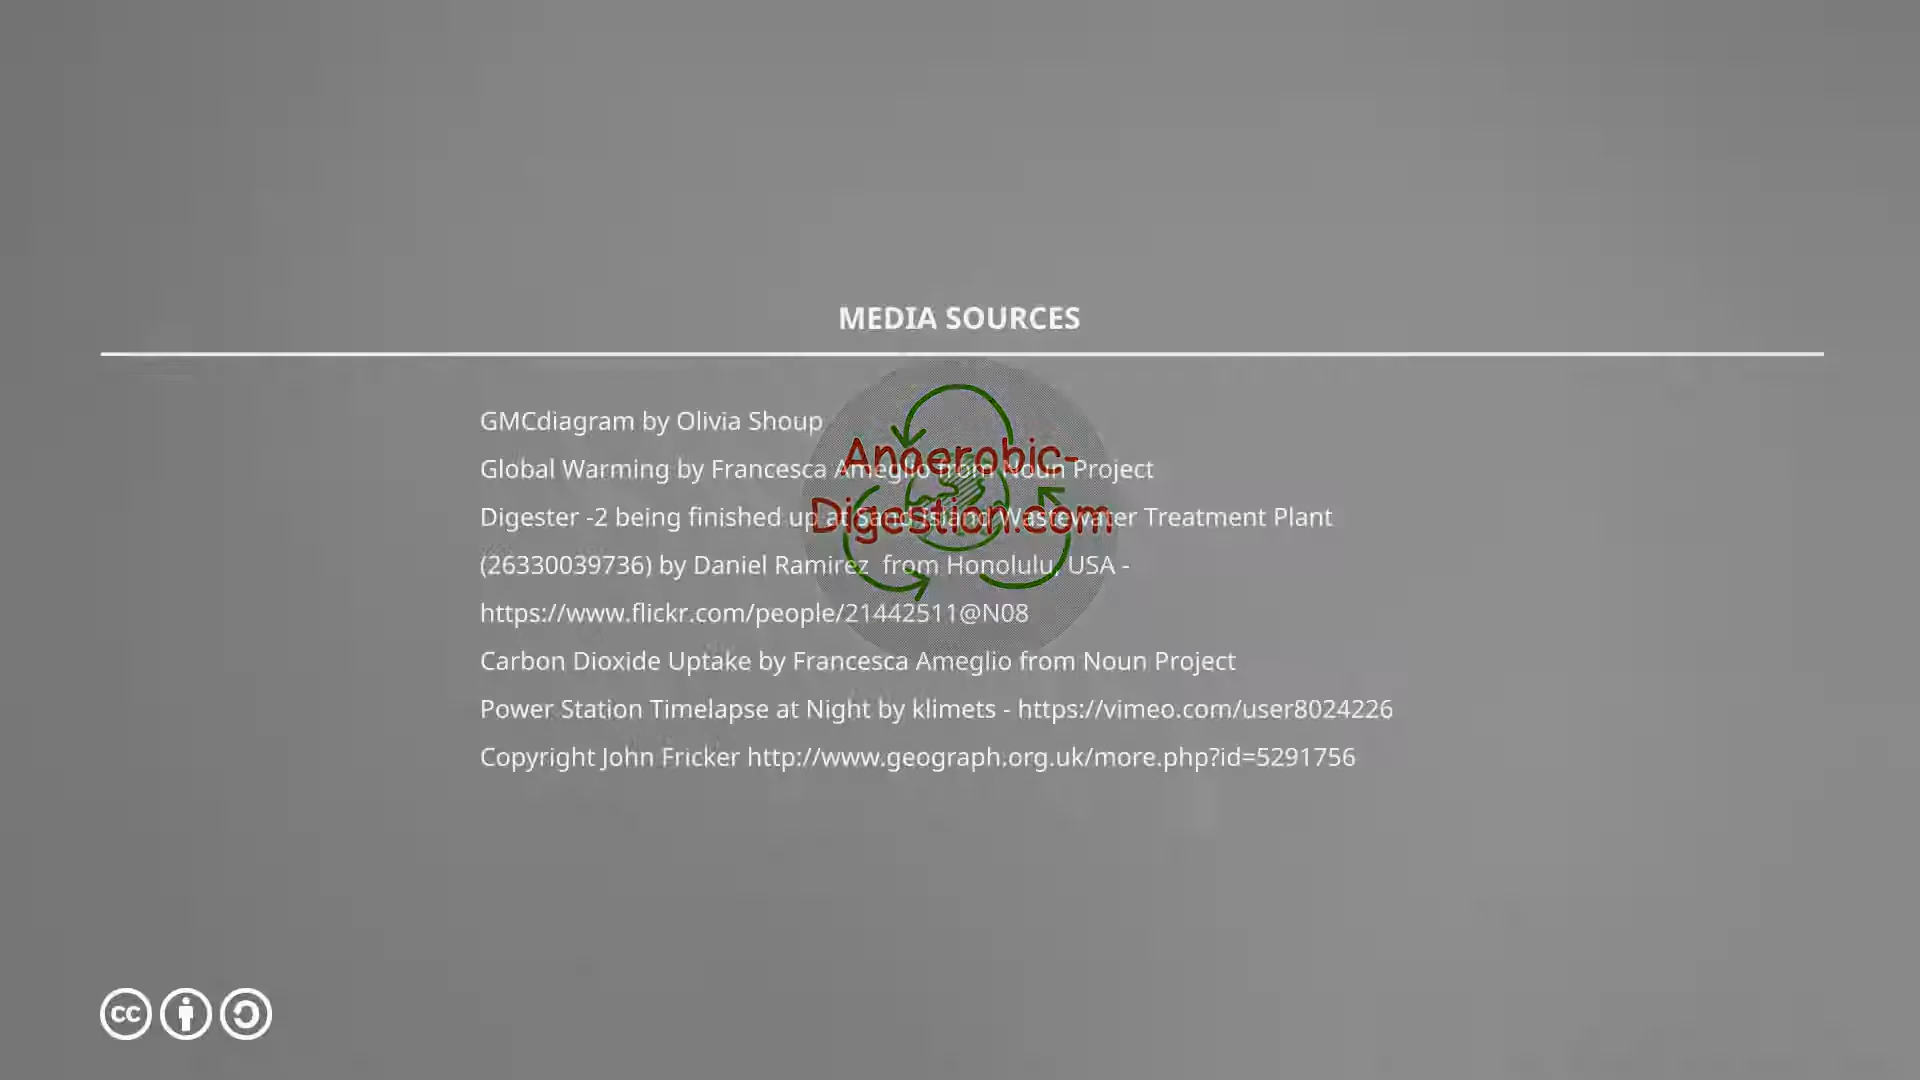 MEDIA SOURCES
GMCdiagram by Olivia Shoup
Global Warming by Francesca Ameglio from Noun Project
Digester -2 being finished up at Sand Island Wastewater Treatment Plant
(26330039736) by Daniel Ramirez  from Honolulu, USA -
https://www.flickr.com/people/21442511@N08
Carbon Dioxide Uptake by Francesca Ameglio from Noun Project
Power Station Timelapse at Night by klimets - https://vimeo.com/user8024226
Copyright John Fricker http://www.geograph.org.uk/more.php?id=5291756
Anaerobic-
Digestion.com
cc